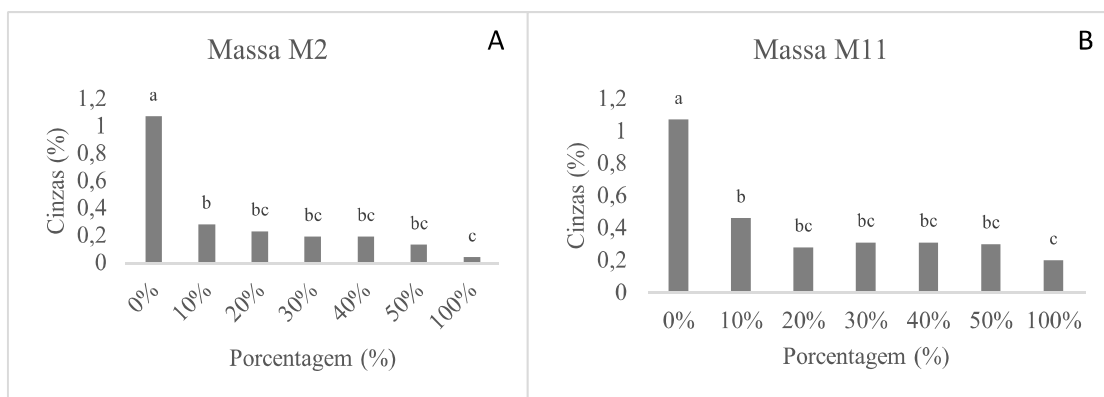 Massa M2
A
Cinzas (%)
1,2
1
0,8
0,6
0,4
0,2
0
a
b
bc
bc
bc
bc
c
0%
10%
20%
30%
40%
50%
100%
Porcentagem (%)
Massa M11
B
Cinzas (%)
1,2
1
0,8
0,6
0,4
0,2
0
a
b
bc
bc
bc
bc
c
0%
10%
20%
30%
40%
50%
100%
Porcentagem (%)